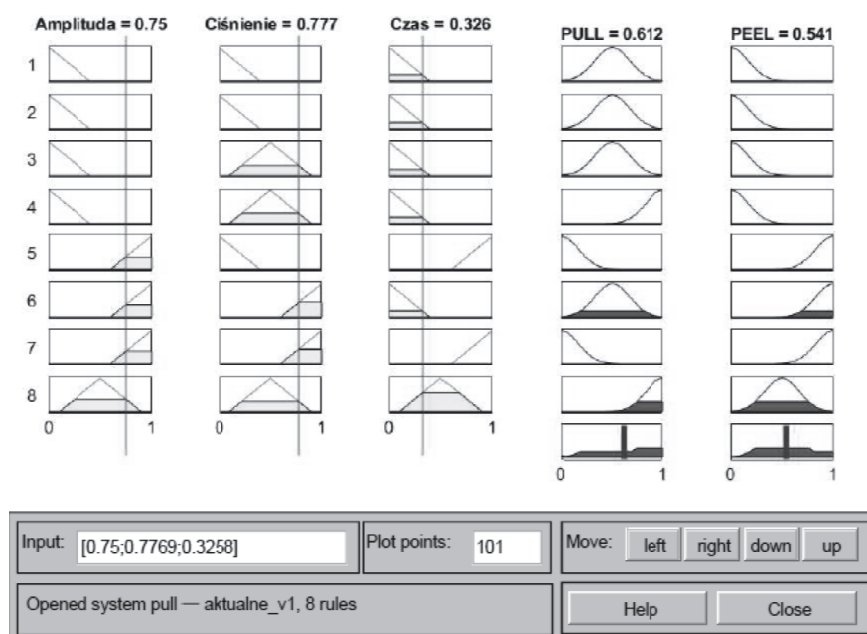 Amplituda = 0.75 Ciśnienie = 0.777 Czas = 0.326 PULL = 0.612 PEEL = 0.541
1
2
3
4
5
6
7
8
0 1 0 1 0 1
0 1 0 1
Input: [0.75;0.7769;0.3258] Plot points: 101 Move: left right down up
Opened system pull — aktualne_v1, 8 rules Help Close